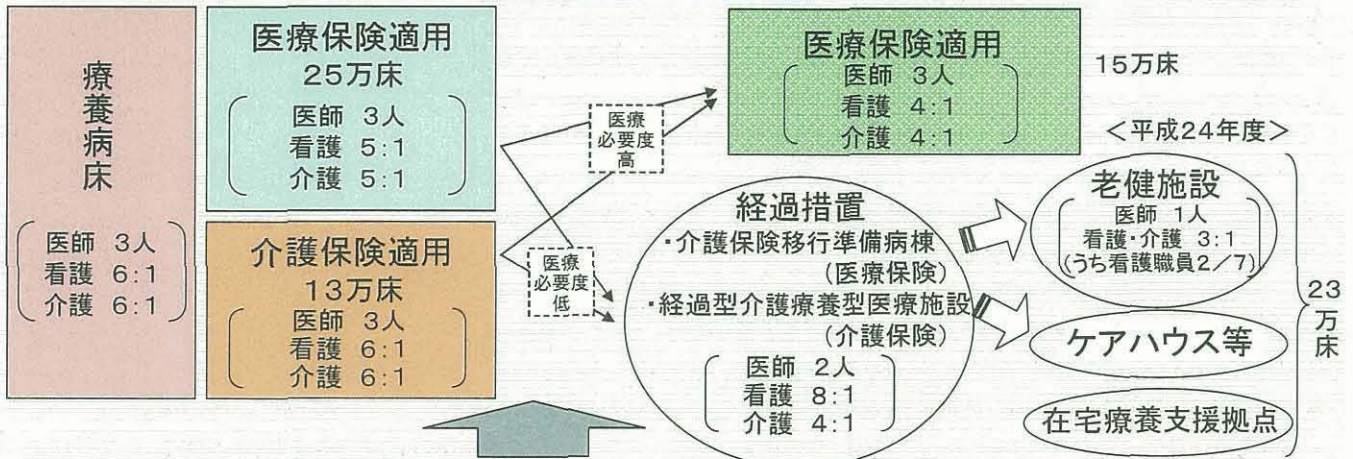 療養病床
医師 3人
看護 6:1
介護 6:1
医療保険適用
25万床
医師 3人
看護 5:1
介護 5:1
介護保険適用
13万床
医師 3人
看護 6:1
介護 6:1
医療
必要度
高
医療
必要度
低
医療保険適用
医師 3人
看護 4:1
介護 4:1
15万床
経過措置
・介護保険移行準備病棟
(医療保険)
・経過型介護療養型医療施設
(介護保険)
医師 2人
看護 8:1
介護 4:1
＜平成24年度＞
老健施設
医師 1人
看護・介護 3:1
(うち看護職員2／7)
ケアハウス等
在宅療養支援拠点
23
万
床